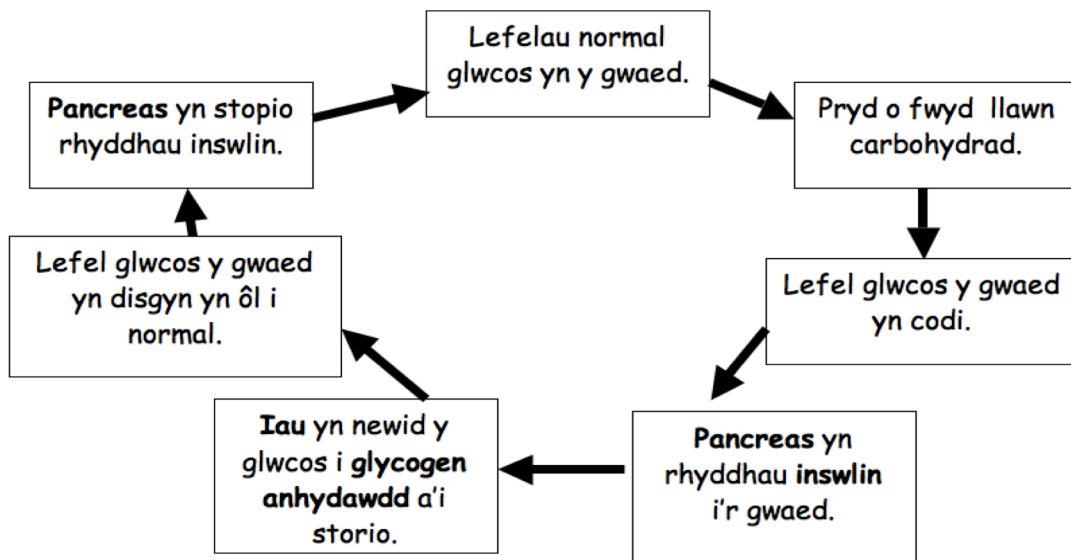 Lefelau normal
glwcos yn y gwaed.
Pryd o fwyd llawn
carbohydrad.
Lefel glwcos y gwaed
yn codi.
Pancreas yn
rhyddhau inswlin
i'r gwaed.
Iau yn newid y
glwcos i glycogen
anhydawdd a'i
storio.
Lefel glwcos y gwaed
yn disgyn yn ôl i
normal.
Pancreas yn stopio
rhyddhau inswlin.